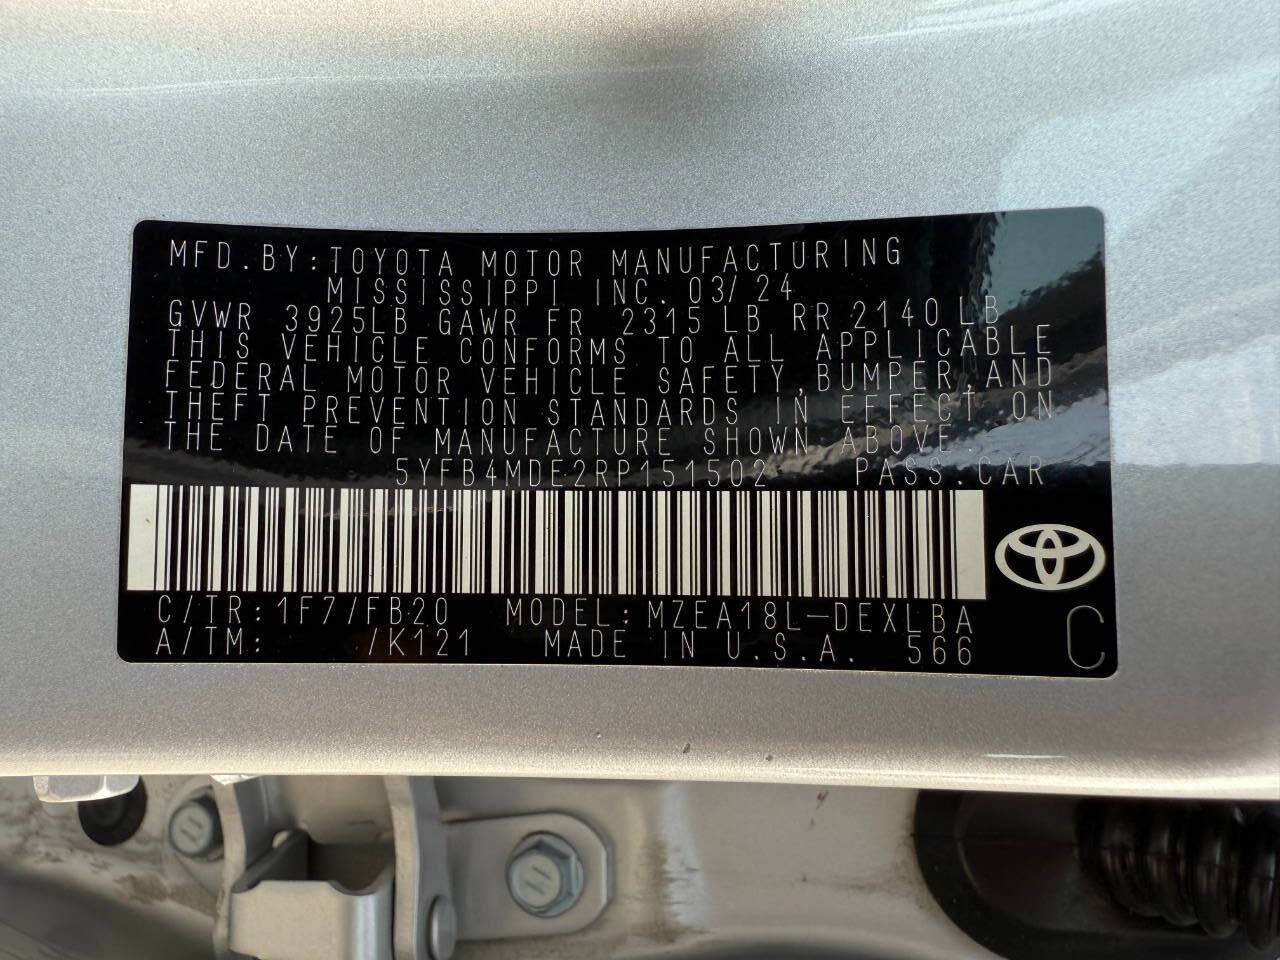 MFD.BY:TOYOTA MOTOR MANUFACTURING
MISSISSIPPI INC. 03/24
GVWR 3925LB GAWR FR 2315 LB RR 2140 LB
THIS VEHICLE CONFORMS TO ALL APPLICABLE
FEDERAL MOTOR VEHICLE SAFETY,BUMPER,AND
THEFT PREVENTION STANDARDS IN EFFECT ON
THE DATE OF MANUFACTURE SHOWN ABOVE.
5YFB4MDE2RP151502 PASS.CAR
C/TR:1F7/FB20 MODEL:MZEA18L-DEXLBA
A/TM: /K121 MADE IN U.S.A. 566
C